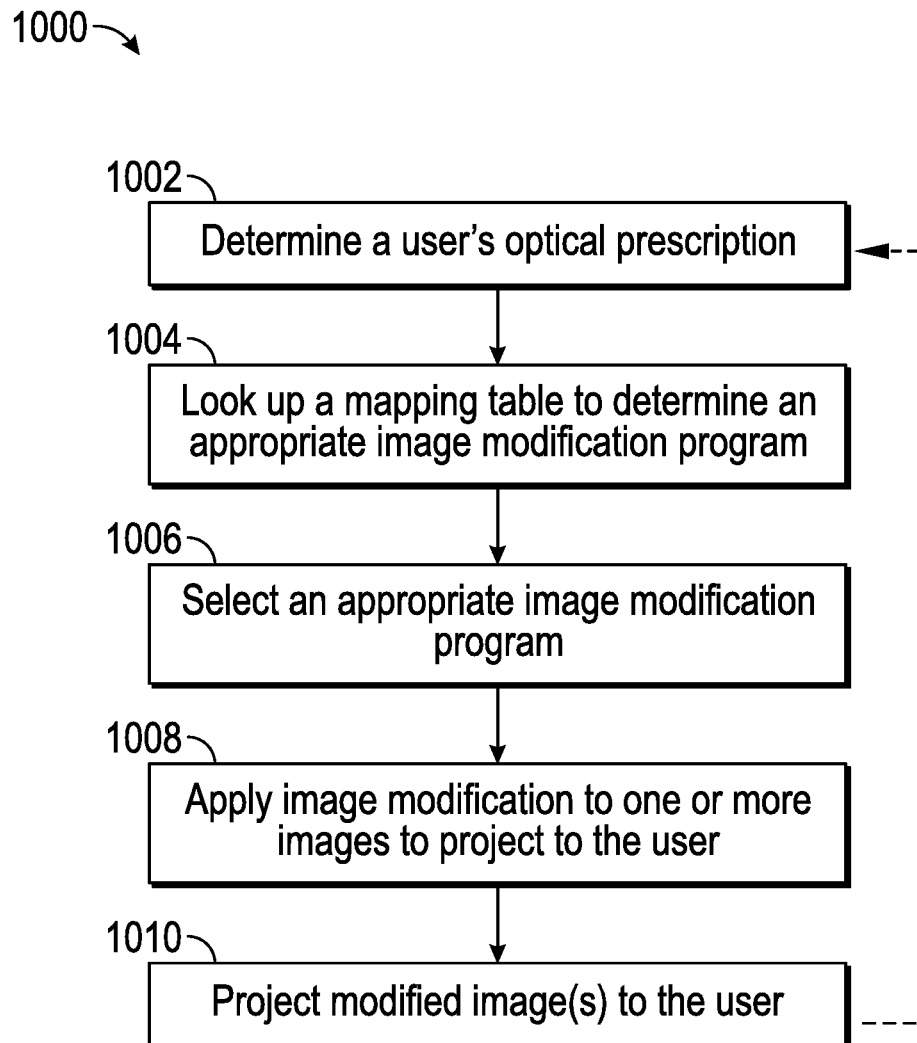 1000
1002
Determine a user's optical prescription
1004
Look up a mapping table to determine an
appropriate image modification program
1006
Select an appropriate image modification
program
1008
Apply image modification to one or more
images to project to the user
1010
Project modified image(s) to the user